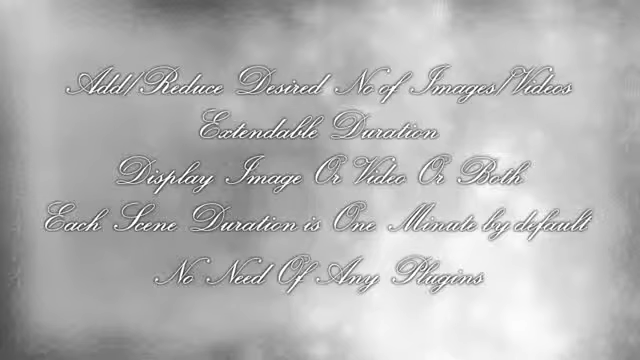 Add/Reduce Desired No of Images/Videos
Extendable Duration
Display Image Or Video Or Both
Each Scene Duration is One Minute by default
No Need Of Any Plugins